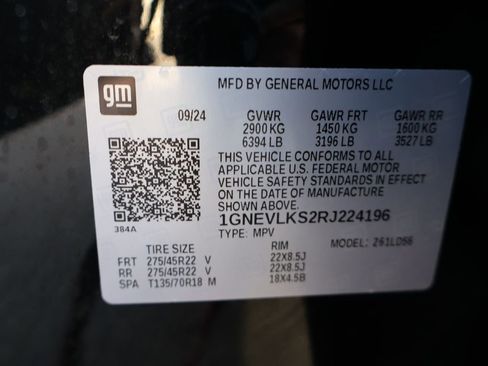 gm
MFD BY GENERAL MOTORS LLC
09/24 GVWR GAWR FRT GAWR RR
2900 KG 1450 KG 1600 KG
6394 LB 3196 LB 3527 LB
THIS VEHICLE CONFORMS TO ALL
APPLICABLE U.S. FEDERAL MOTOR
VEHICLE SAFETY STANDARDS IN EFFECT
ON THE DATE OF MANUFACTURE
SHOWN ABOVE.
384A
1GNEVLKS2RJ224196
TYPE: MPV MODEL: 261LD56
TIRE SIZE RIM
FRT 275/45R22 V 22X8.5J
RR 275/45R22 V 22X8.5J
SPA T135/70R18 M 18X4.5B